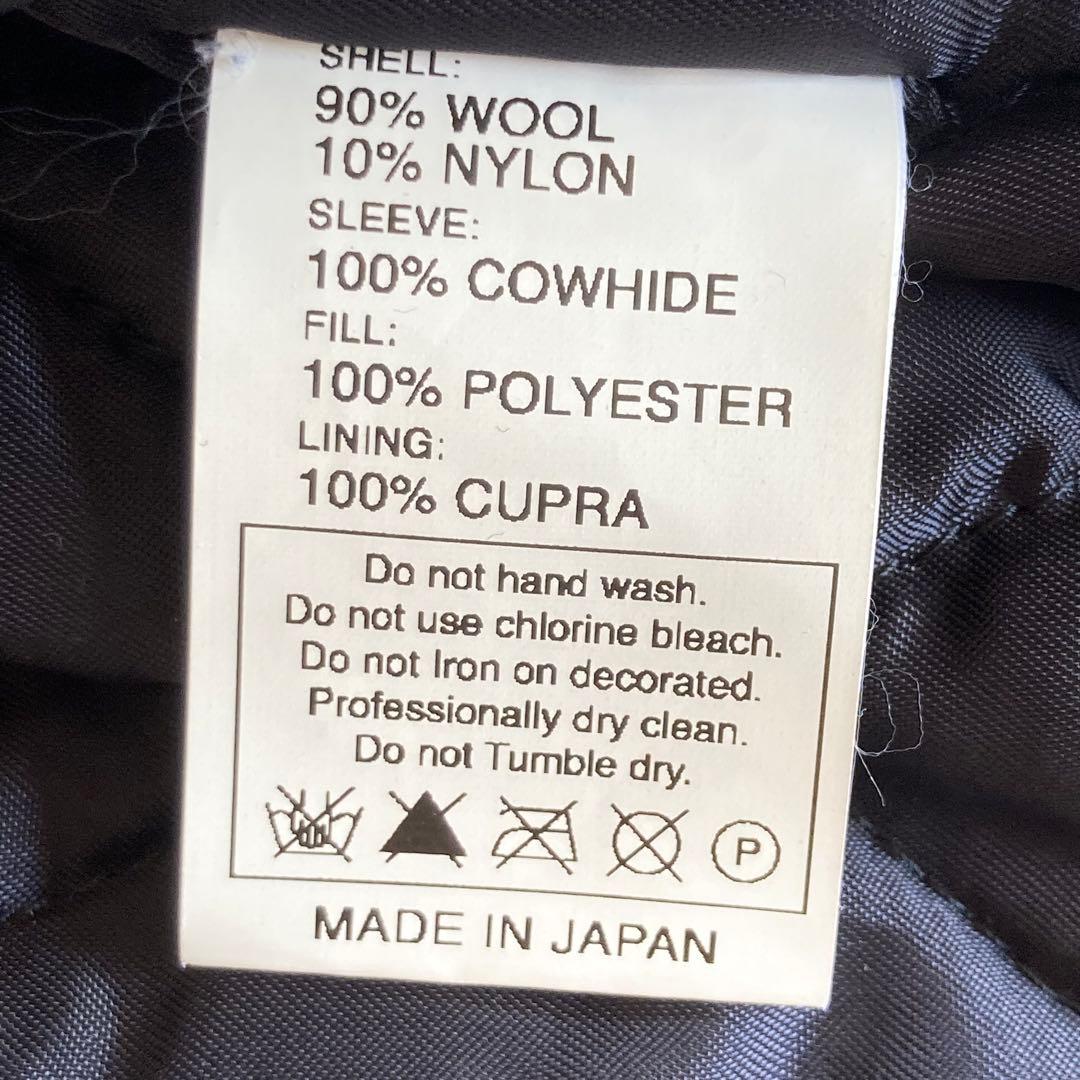 SHELL:
90% WOOL
10% NYLON
SLEEVE:
100% COWHIDE
FILL:
100% POLYESTER
LINING:
100% CUPRA
Do not hand wash.
Do not use chlorine bleach.
Do not Iron on decorated.
Professionally dry clean.
Do not Tumble dry.
P
MADE IN JAPAN